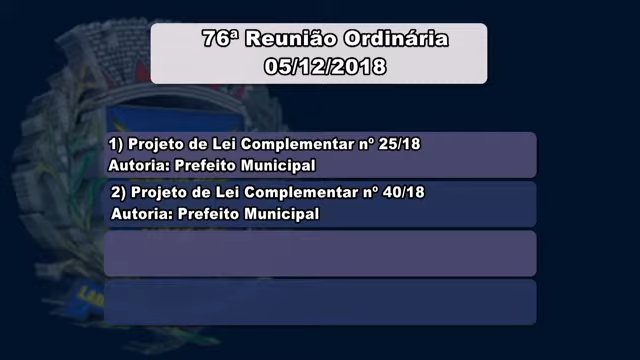 76ª Reunião Ordinária
05/12/2018
1) Projeto de Lei Complementar nº 25/18
Autoria: Prefeito Municipal
2) Projeto de Lei Complementar nº 40/18
Autoria: Prefeito Municipal